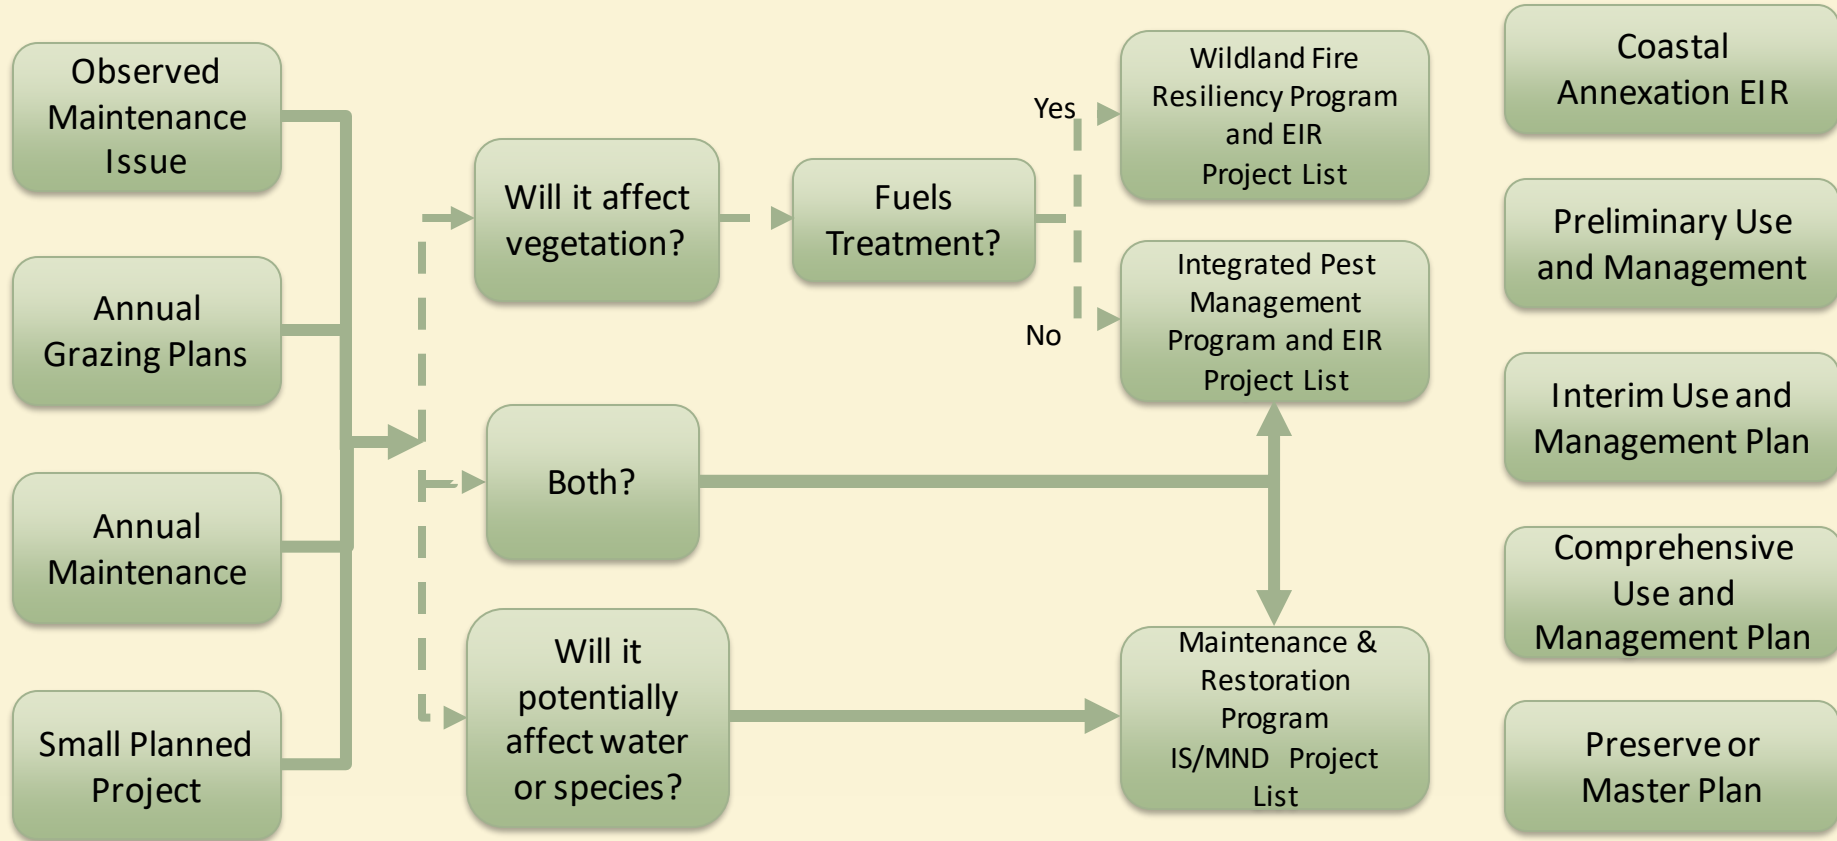 Observed
Maintenance
Issue
Annual
Grazing Plans
Annual
Maintenance
Small Planned
Project
Will it affect
vegetation?
Both?
Will it
potentially
affect water
or species?
Fuels
Treatment?
Yes
No
Wildland Fire
Resiliency Program
and EIR
Project List
Integrated Pest
Management
Program and EIR
Project List
Maintenance &
Restoration
Program
IS/MND Project
List
Coastal
Annexation EIR
Preliminary Use
and Management
Interim Use and
Management Plan
Comprehensive
Use and
Management Plan
Preserve or
Master Plan